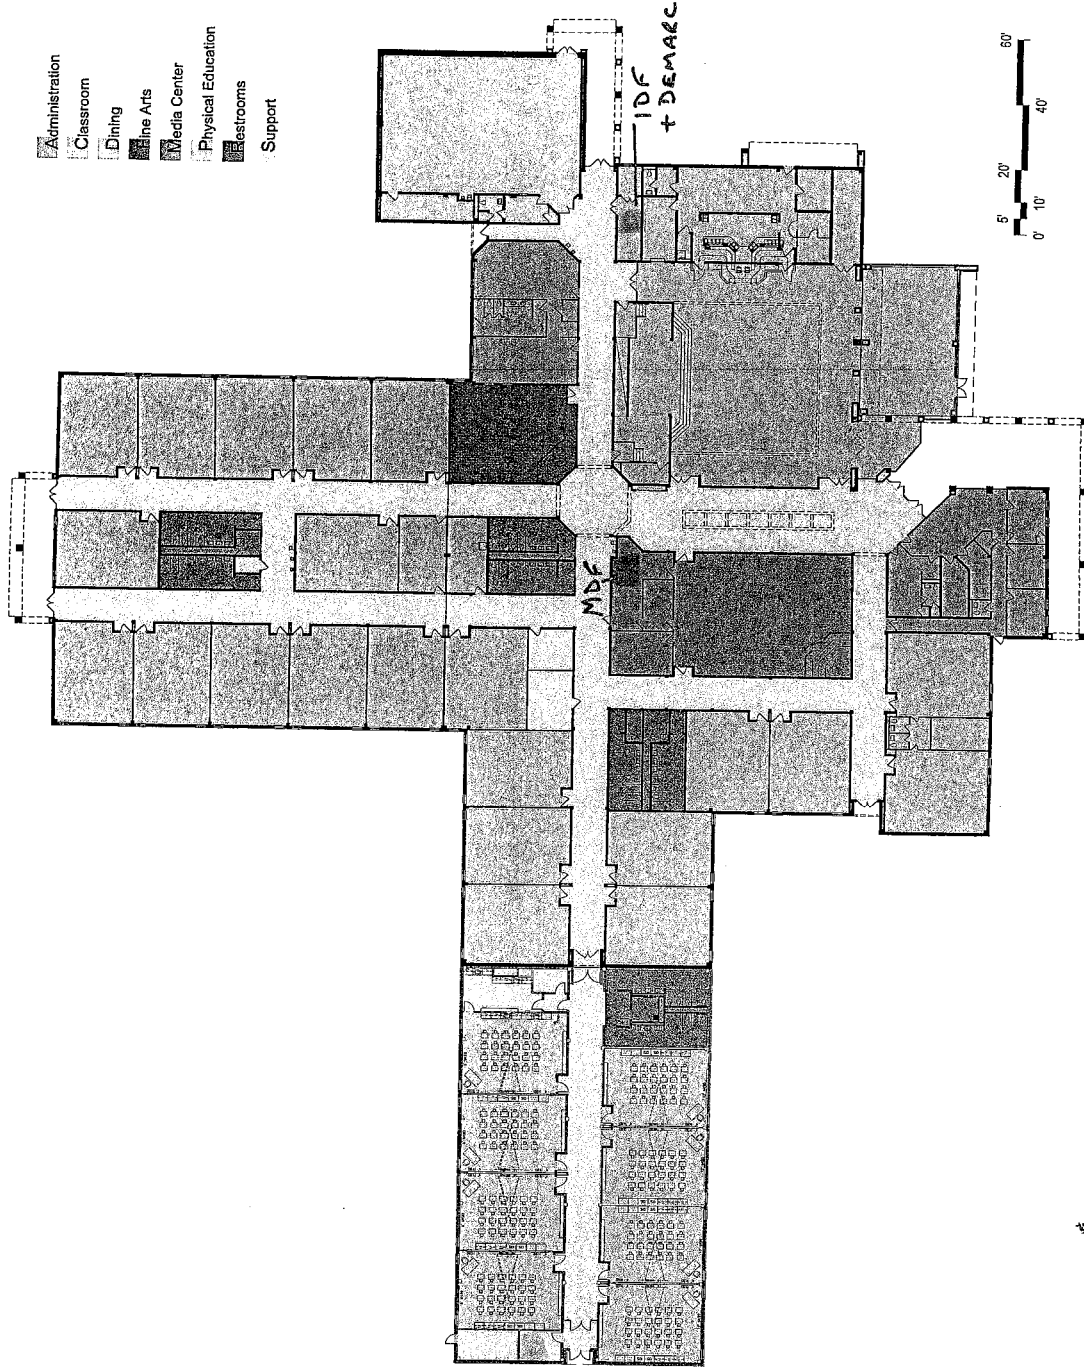 Administration
Classroom
Dining
Fine Arts
Media Center
Physical Education
Restrooms
Support
IDF
+ DEMARC
MDF
0' 5' 10' 20' 40' 60'